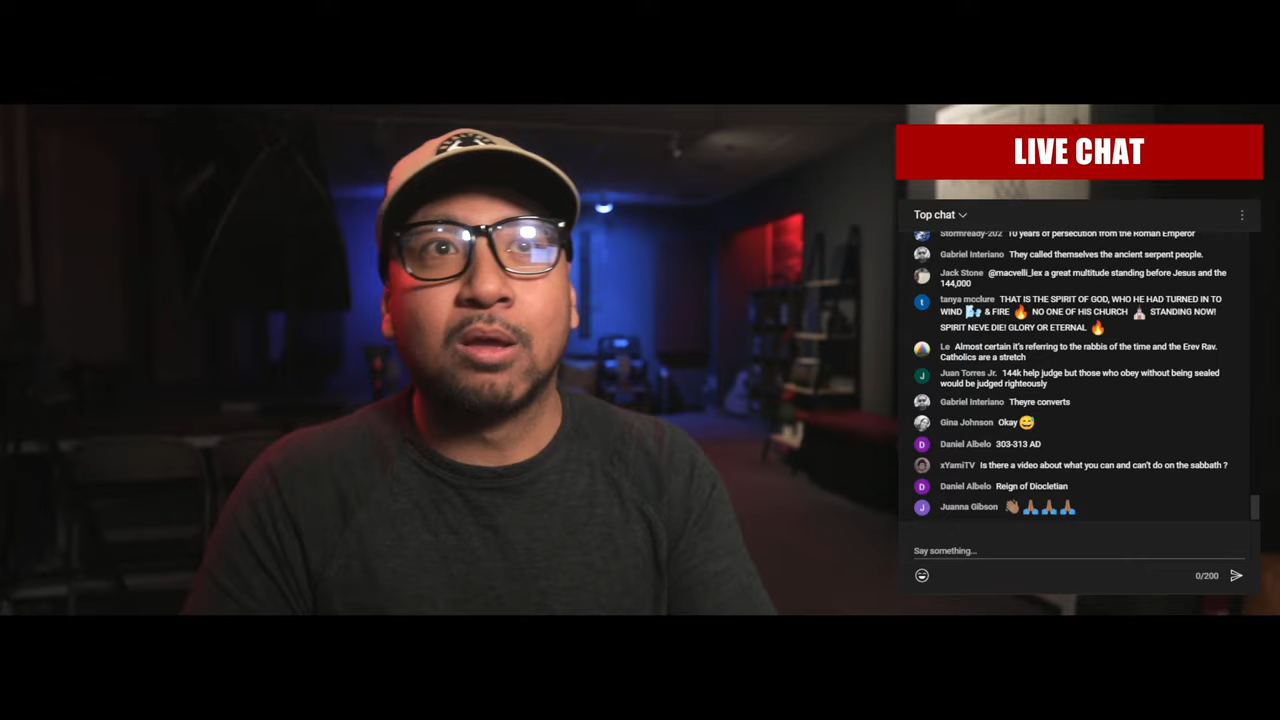 LIVE CHAT
Top chat
Stormready-202 10 years of persecution from the Roman Emperor
Gabriel Interiano They called themselves the ancient serpent people.
Jack Stone @macvelli_lex a great multitude standing before Jesus and the
144,000
t
tanya mcclure THAT IS THE SPIRIT OF GOD, WHO HE HAD TURNED IN TO
WIND 🌬️ & FIRE 🔥 NO ONE OF HIS CHURCH ⛪ STANDING NOW!
SPIRIT NEVE DIE! GLORY OR ETERNAL 🔥
Le Almost certain it's referring to the rabbis of the time and the Erev Rav.
Catholics are a stretch
J
Juan Torres Jr. 144k help judge but those who obey without being sealed
would be judged righteously
Gabriel Interiano Theyre converts
Gina Johnson Okay 😅
D Daniel Albelo 303-313 AD
xYamiTV Is there a video about what you can and can't do on the sabbath ?
D Daniel Albelo Reign of Diocletian
J Juanna Gibson 👏🏽 🙏🏽 🙏🏽 🙏🏽
Say something...
0/200